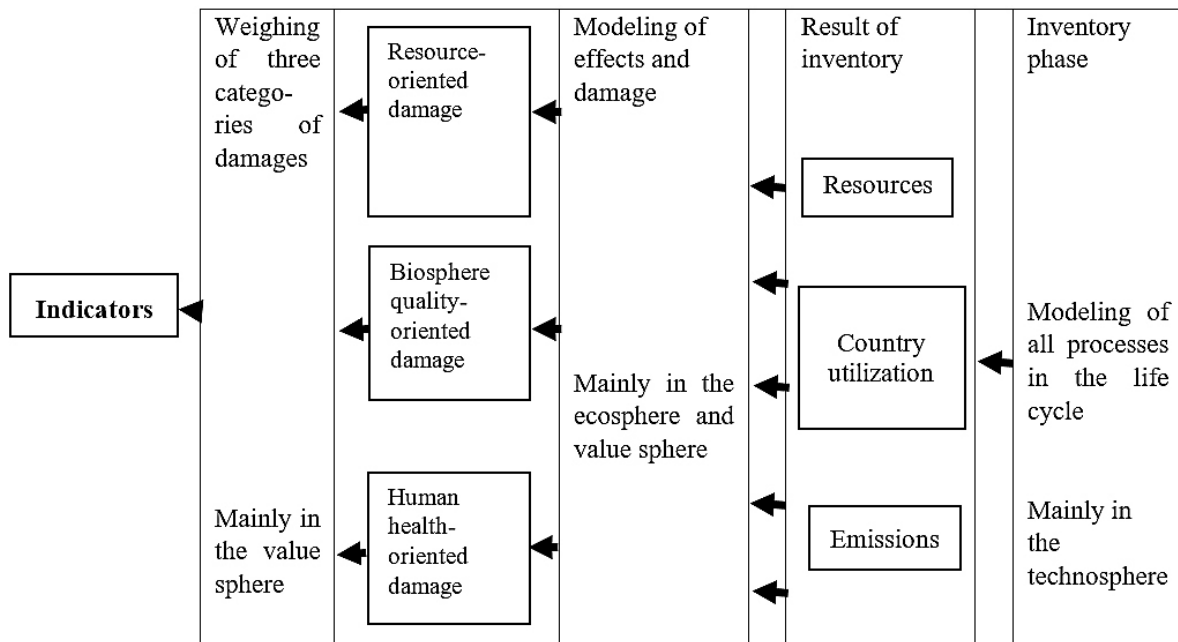 Weighing
of three
catego-
ries of
damages
Resource-
oriented
damage
Modeling of
effects and
damage
Result of
inventory
Inventory
phase
Resources
Indicators
Biosphere
quality-
oriented
damage
Country
utilization
Modeling of
all processes
in the life
cycle
Mainly in the
ecosphere and
value sphere
Mainly in
the value
sphere
Human
health-
oriented
damage
Emissions
Mainly in
the
technosphere